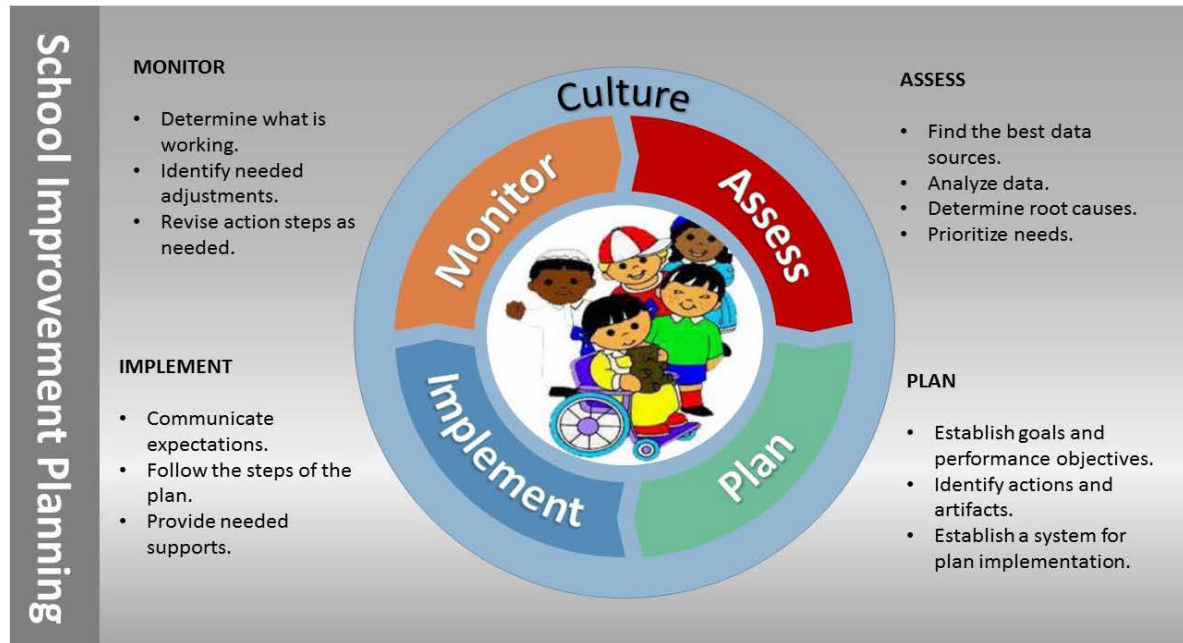 School Improvement Planning
MONITOR
• Determine what is
working.
• Identify needed
adjustments.
• Revise action steps as
needed.
IMPLEMENT
• Communicate
expectations.
• Follow the steps of the
plan.
• Provide needed
supports.
Culture
Monitor
Assess
Implement
Plan
ASSESS
• Find the best data
sources.
• Analyze data.
• Determine root causes.
• Prioritize needs.
PLAN
• Establish goals and
performance objectives.
• Identify actions and
artifacts.
• Establish a system for
plan implementation.